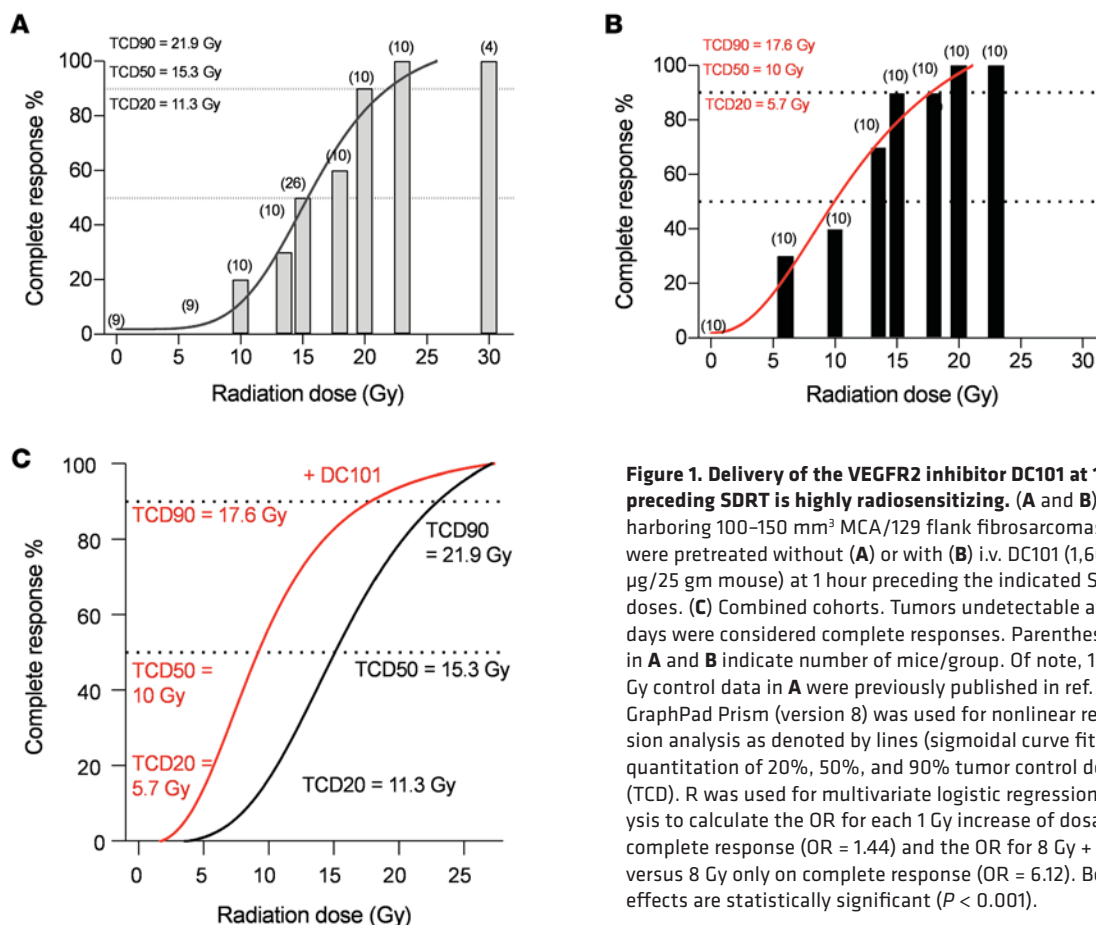 A
TCD90 = 21.9 Gy
TCD50 = 15.3 Gy
TCD20 = 11.3 Gy
Complete response %
100
80
60
40
20
0
(9)
(9)
(10)
(10)
(26)
(10)
(10)
(10)
(4)
0 5 10 15 20 25 30
Radiation dose (Gy)
B
TCD90 = 17.6 Gy
TCD50 = 10 Gy
TCD20 = 5.7 Gy
Complete response %
100
80
60
40
20
0
(10)
(10)
(10)
(10)
(10)
(10)
(10)
(10)
0 5 10 15 20 25 30
Radiation dose (Gy)
C
Complete response %
100
80
60
40
20
0
+ DC101
TCD90 = 17.6 Gy
TCD90
= 21.9 Gy
TCD50 =
10 Gy
TCD50 = 15.3 Gy
TCD20 =
5.7 Gy
TCD20 = 11.3 Gy
0 5 10 15 20 25
Radiation dose (Gy)
Figure 1. Delivery of the VEGFR2 inhibitor DC101 at
preceding SDRT is highly radiosensitizing. (A and B)
harboring 100–150 mm³ MCA/129 flank fibrosarcomas
were pretreated without (A) or with (B) i.v. DC101
μg/25 gm mouse) at 1 hour preceding the indicated
doses. (C) Combined cohorts. Tumors undetectable
days were considered complete responses.
in A and B indicate number of mice/group. Of note,
Gy control data in A were previously published in ref.
GraphPad Prism (version 8) was used for nonlinear
sion analysis as denoted by lines (sigmoidal curve
quantitation of 20%, 50%, and 90% tumor control
(TCD). R was used for multivariate logistic regression
ysis to calculate the OR for each 1 Gy increase of
complete response (OR = 1.44) and the OR for 8 Gy +
versus 8 Gy only on complete response (OR = 6.12).
effects are statistically significant (P < 0.001).